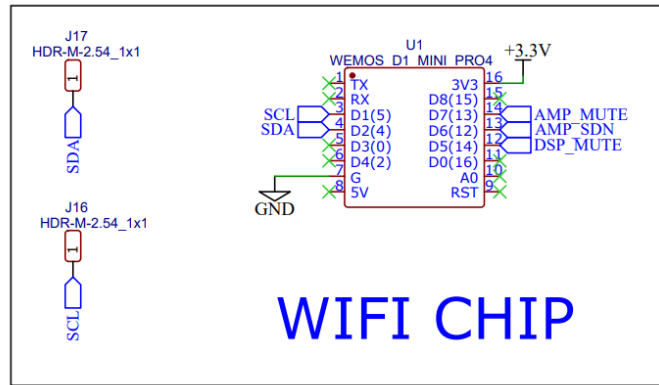 J17
HDR-M-2.54_1x1
1
SDA
J16
HDR-M-2.54_1x1
1
SCL
U1
WEMOS_D1_MINI_PRO4
+3.3V
1 TX 3V3 16
2 RX D8(15) 15
SCL 3 D1(5) D7(13) 14 AMP_MUTE
SDA 4 D2(4) D6(12) 13 AMP_SDN
5 D3(0) D5(14) 12 DSP_MUTE
6 D4(2) D0(16) 11
7 G A0 10
8 5V RST 9
GND
WIFI CHIP